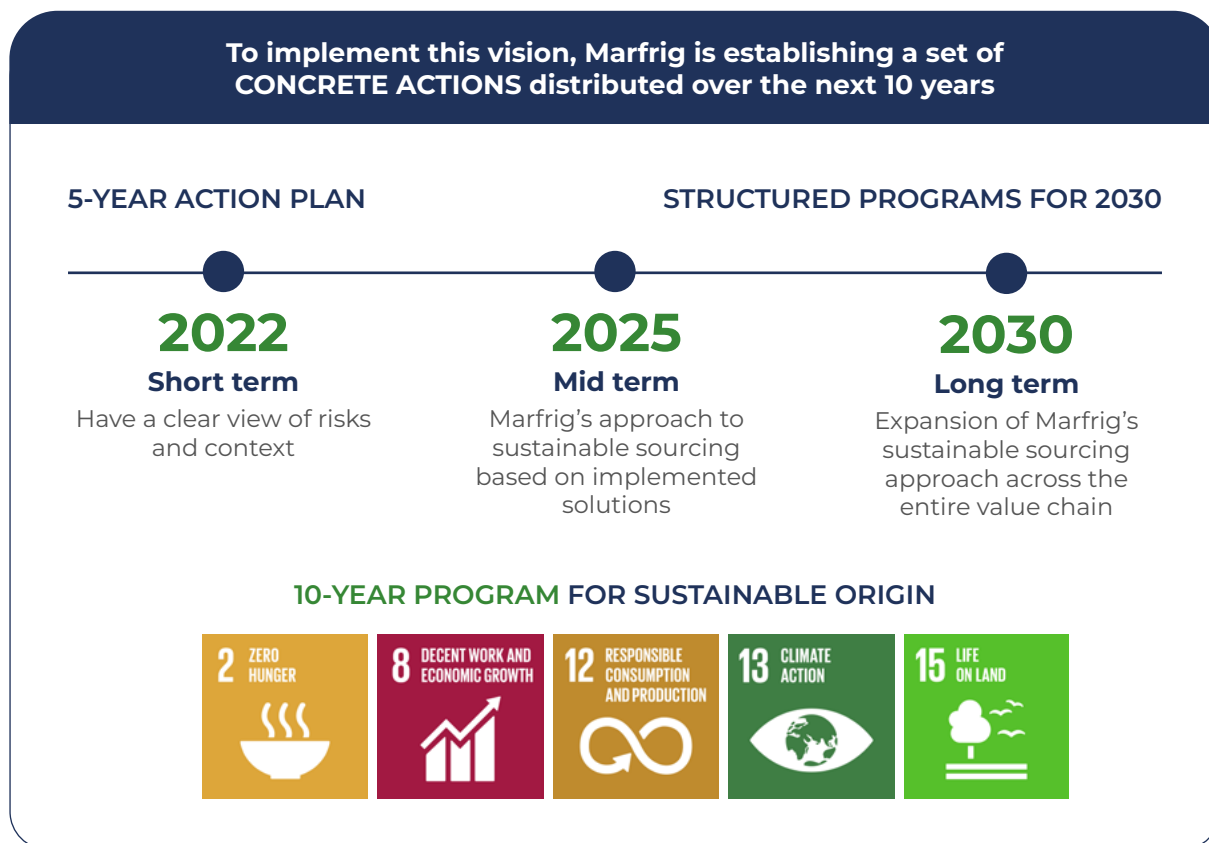 To implement this vision, Marfrig is establishing a set of
CONCRETE ACTIONS distributed over the next 10 years
5-YEAR ACTION PLAN
STRUCTURED PROGRAMS FOR 2030
2022
Short term
Have a clear view of risks
and context
2025
Mid term
Marfrig’s approach to
sustainable sourcing
based on implemented
solutions
2030
Long term
Expansion of Marfrig’s
sustainable sourcing
approach across the
entire value chain
10-YEAR PROGRAM FOR SUSTAINABLE ORIGIN
2 ZERO
HUNGER
8 DECENT WORK AND
ECONOMIC GROWTH
12 RESPONSIBLE
CONSUMPTION
AND PRODUCTION
13 CLIMATE
ACTION
15 LIFE
ON LAND